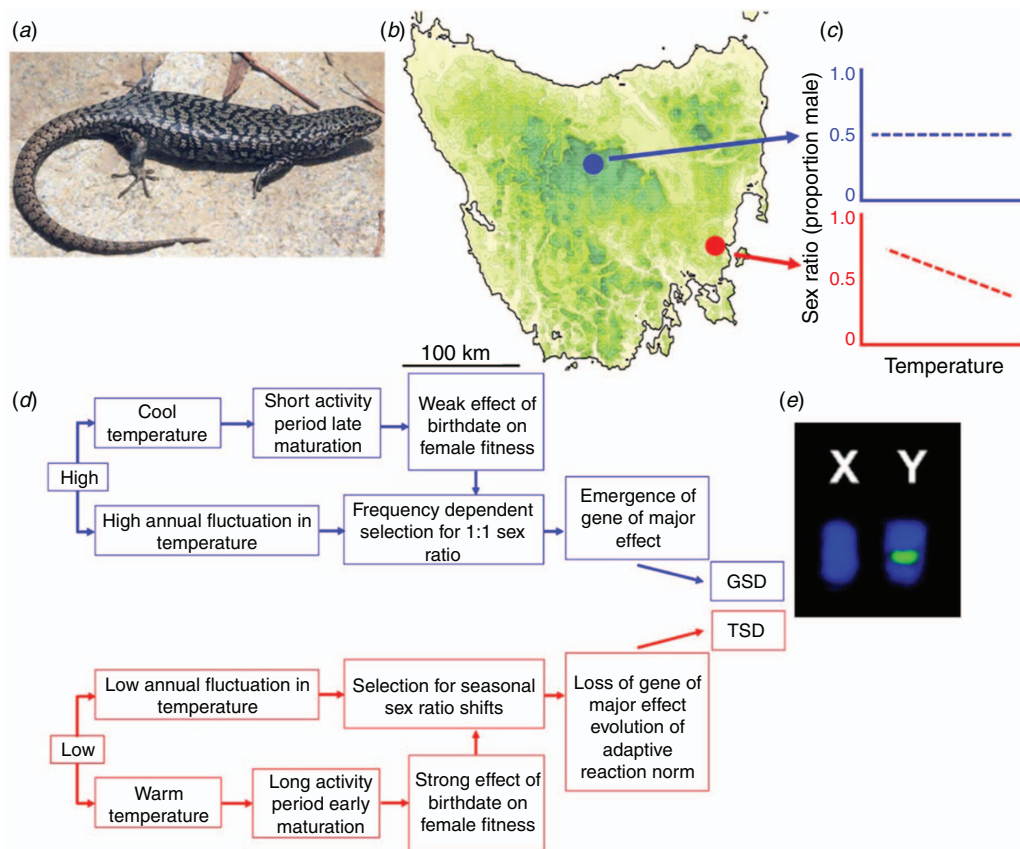 (a)
(b)
(c)
1.0
0.5
0
1.0
0.5
0
Sex ratio (proportion male)
Temperature
100 km
(d)
High
Cool
temperature
Short activity
period late
maturation
Weak effect of
birthdate on
female fitness
High annual fluctuation in
temperature
Frequency dependent
selection for 1:1 sex
ratio
Emergence of
gene of major
effect
GSD
TSD
Low
Low annual fluctuation in
temperature
Selection for seasonal
sex ratio shifts
Loss of gene of
major effect
evolution of
adaptive
reaction norm
Warm
temperature
Long activity
period early
maturation
Strong effect of
birthdate on
female fitness
(e)
X Y